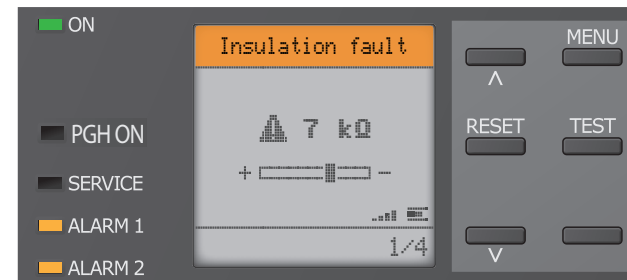 ON
PGH ON
SERVICE
ALARM 1
ALARM 2
Insulation fault
7 kΩ
+ -
1/4
MENU
Λ
RESET TEST
V